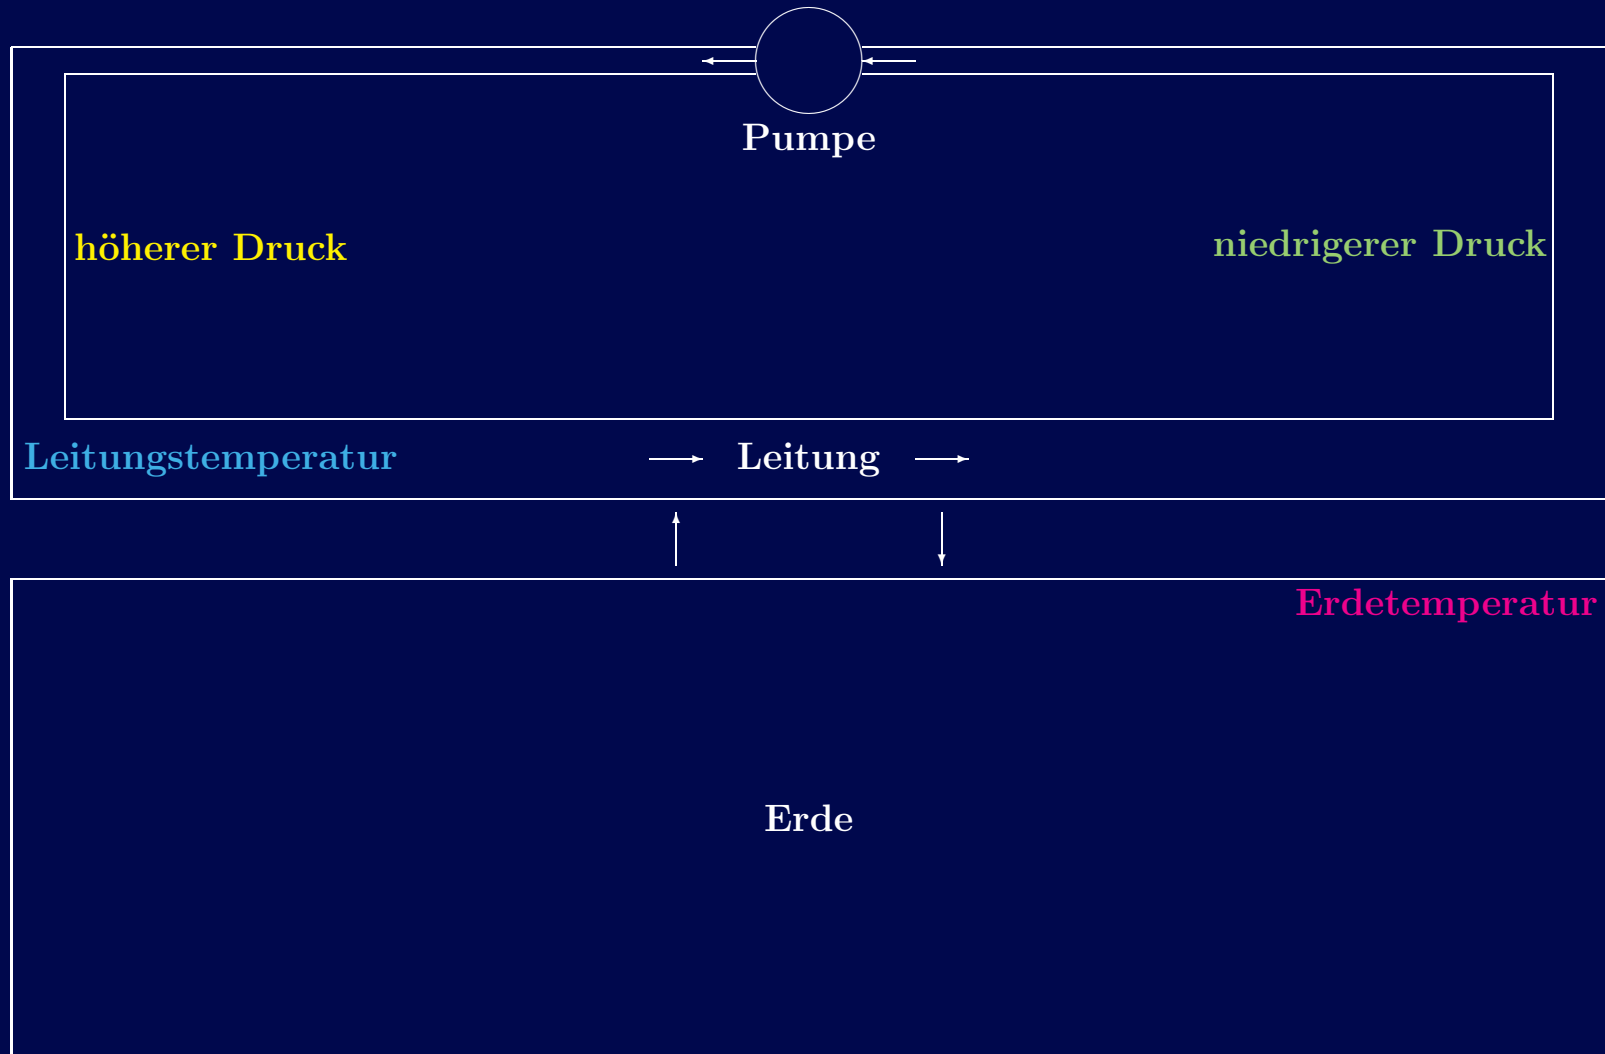 Pumpe
höherer Druck
niedrigerer Druck
Leitungstemperatur
Leitung
Erdetemperatur
Erde